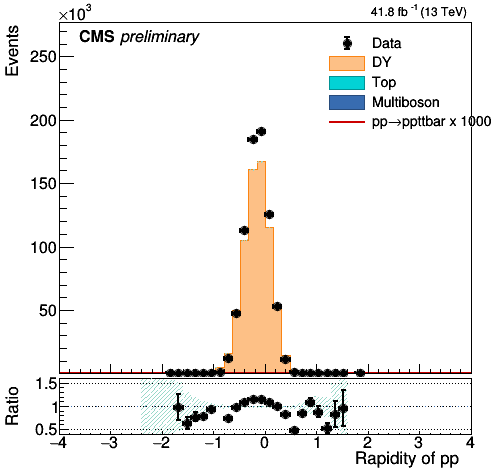 ×10³
41.8 fb⁻¹ (13 TeV)
Events
CMS preliminary
Data
DY
Top
Multiboson
pp→ppttbar x 1000
250
200
150
100
50
Ratio
1.5
1
0.5
−4 −3 −2 −1 0 1 2 3 4
Rapidity of pp